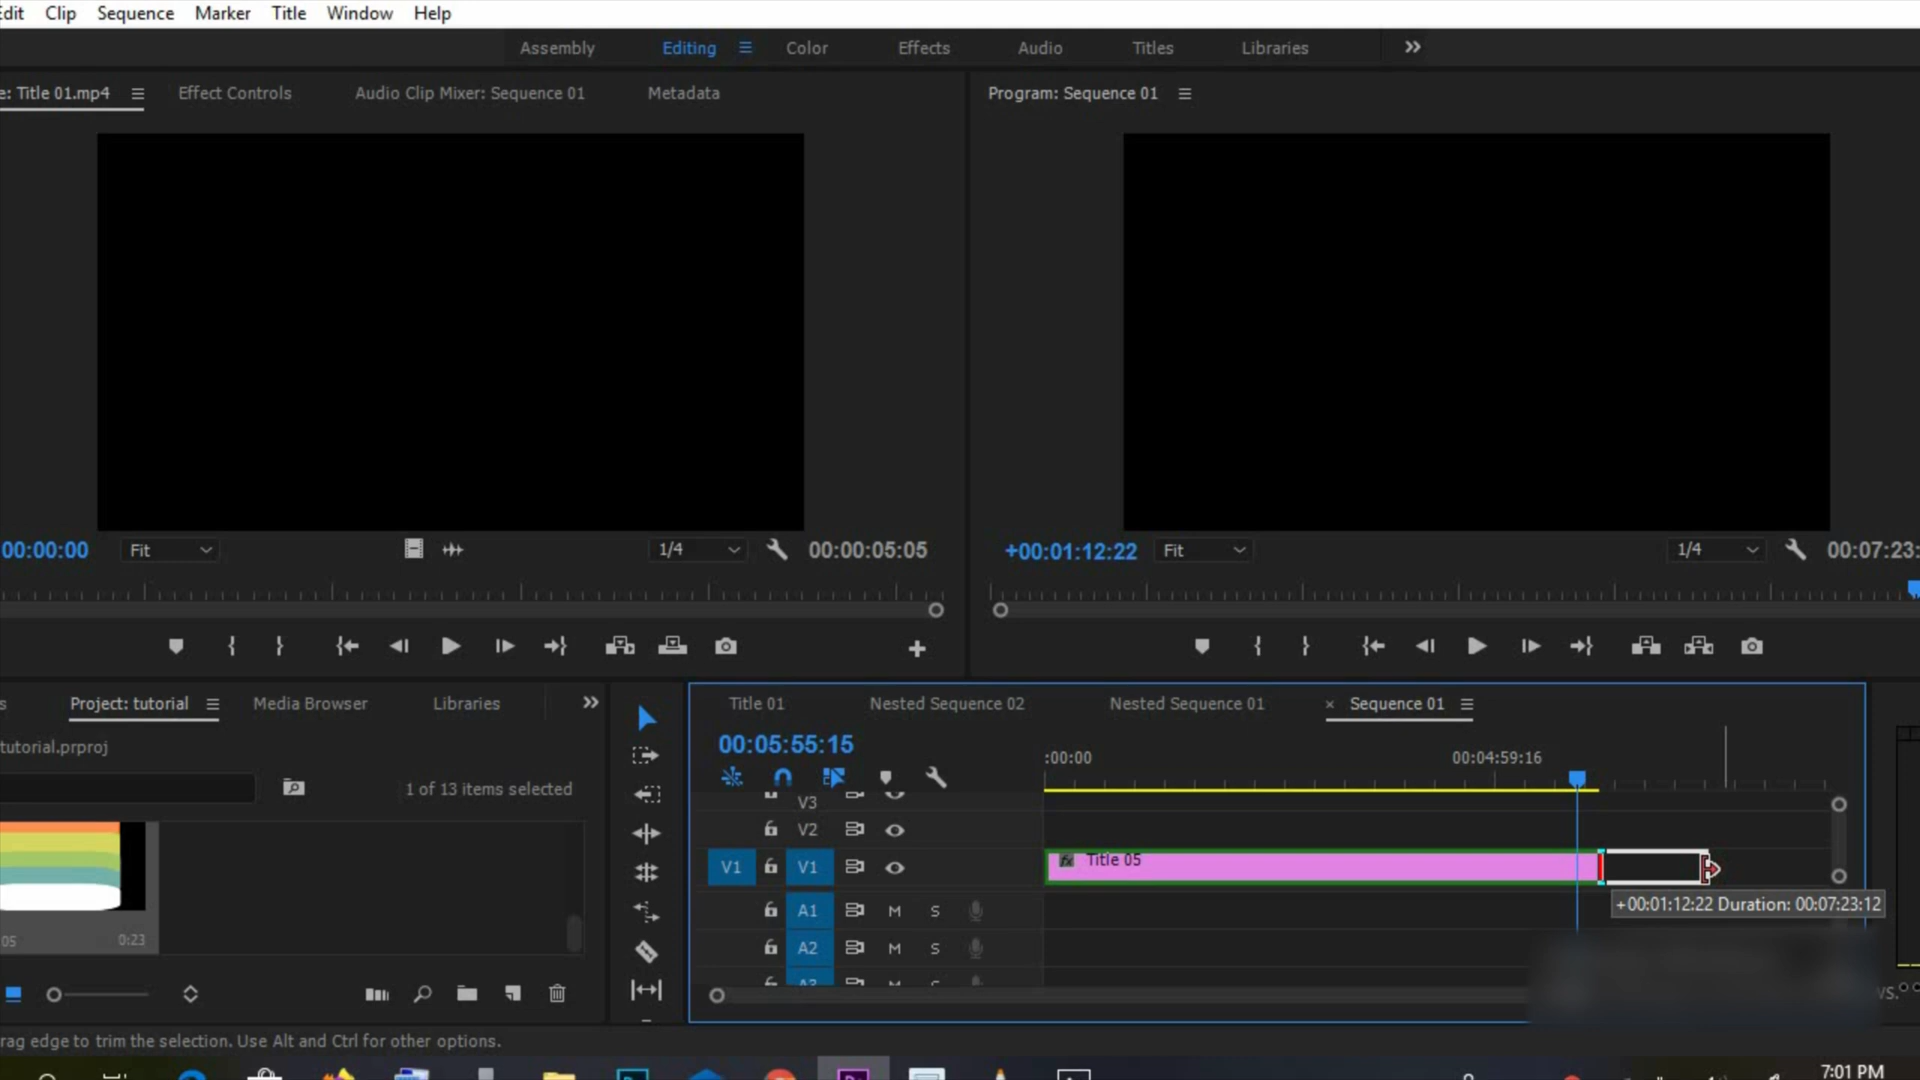 Edit Clip Sequence Marker Title Window Help
Assembly Editing Color Effects Audio Titles Libraries
e: Title 01.mp4 Effect Controls Audio Clip Mixer: Sequence 01 Metadata
Program: Sequence 01
00:00:00 Fit 1/4 00:00:05:05
+00:01:12:22 Fit 1/4 00:07:23:
s Project: tutorial Media Browser Libraries
tutorial.prproj
1 of 13 items selected
05 0:23
Title 01 Nested Sequence 02 Nested Sequence 01 × Sequence 01
00:05:55:15
:00:00 00:04:59:16
V3
V2
V1 V1 fx Title 05
+00:01:12:22 Duration: 00:07:23:12
A1 M S
A2 M S
A3
rag edge to trim the selection. Use Alt and Ctrl for other options.
7:01 PM